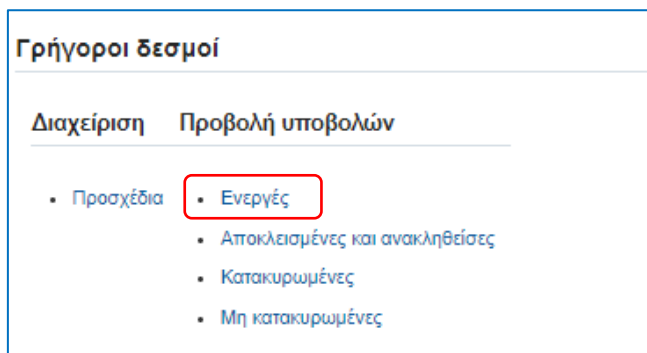 Γρήγοροι δεσμοί
Διαχείριση Προβολή υποβολών
• Προσχέδια • Ενεργές
• Αποκλεισμένες και ανακληθείσες
• Κατακυρωμένες
• Μη κατακυρωμένες